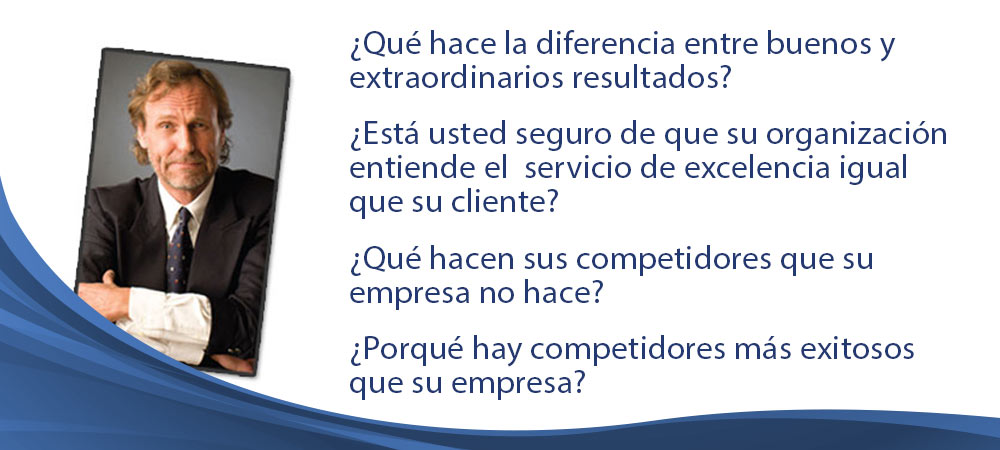 ¿Qué hace la diferencia entre buenos y
extraordinarios resultados?
¿Está usted seguro de que su organización
entiende el  servicio de excelencia igual
que su cliente?
¿Qué hacen sus competidores que su
empresa no hace?
¿Porqué hay competidores más exitosos
que su empresa?